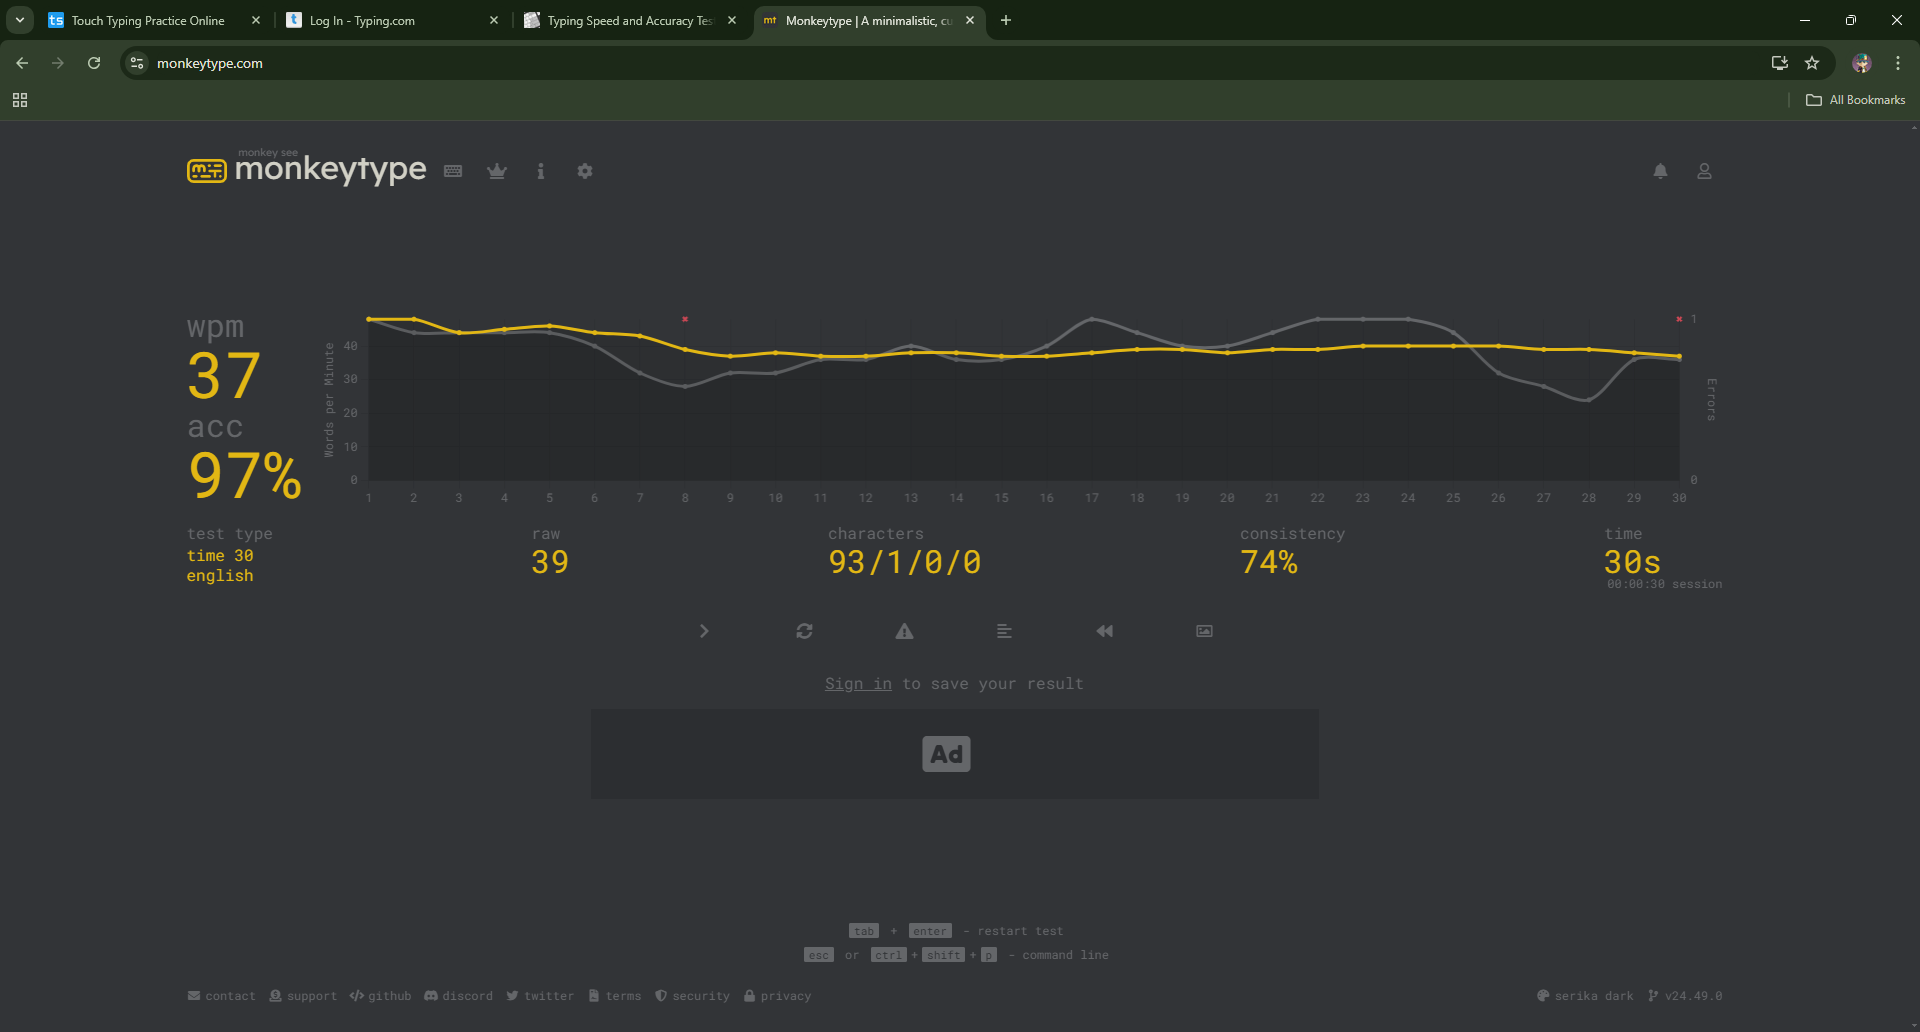 ts Touch Typing Practice Online
t Log In - Typing.com
Typing Speed and Accuracy Tes
mt Monkeytype | A minimalistic, cu
monkeytype.com
All Bookmarks
monkey see
monkeytype
wpm
37
acc
97%
Words per Minute
40
30
20
10
0
1 2 3 4 5 6 7 8 9 10 11 12 13 14 15 16 17 18 19 20 21 22 23 24 25 26 27 28 29 30
1
0
Errors
test type
time 30
english
raw
39
characters
93/1/0/0
consistency
74%
time
30s
00:00:30 session
Sign in to save your result
Ad
tab + enter - restart test
esc or ctrl + shift + p - command line
contact support github discord twitter terms security privacy
serika dark v24.49.0